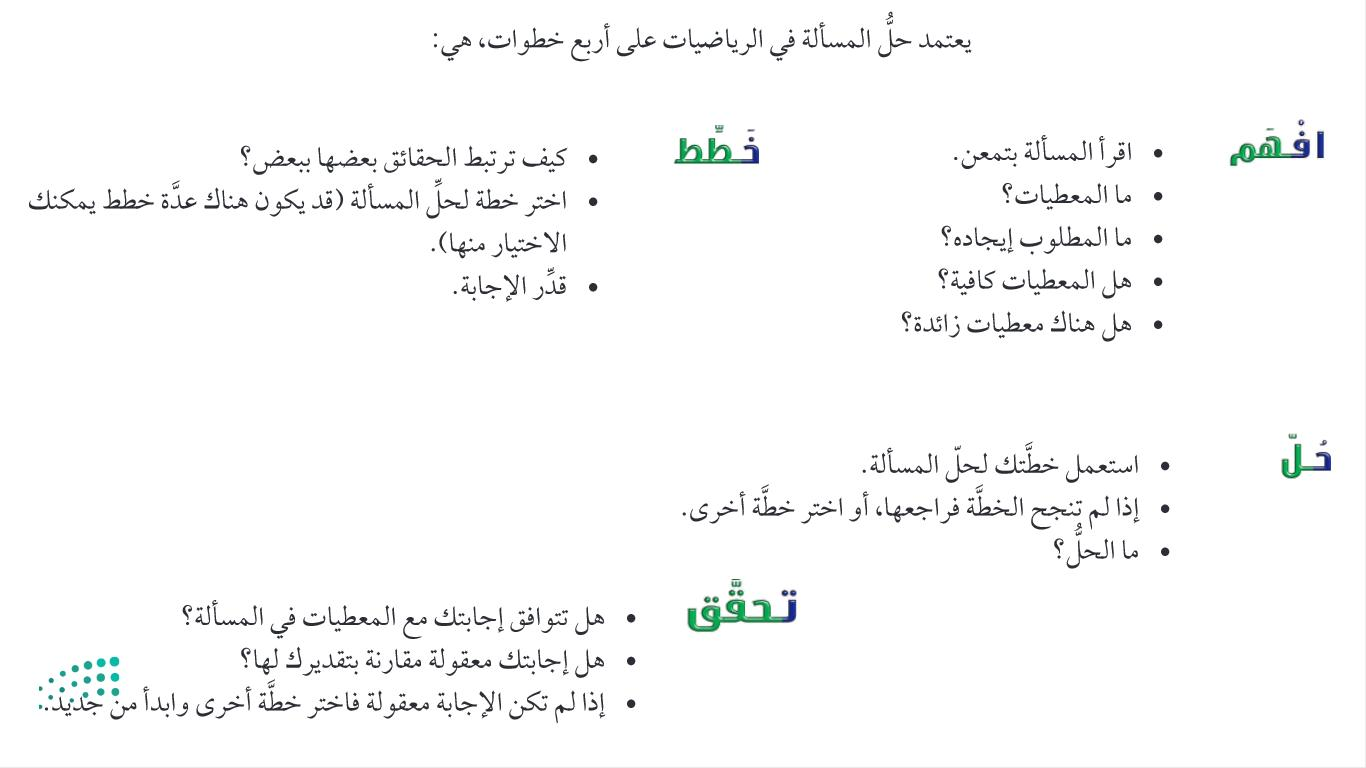 يعتمد حلُّ المسألة في الرياضيات على أربع خطوات، هي:
افْهَم
• اقرأ المسألة بتمعن.
• ما المعطيات؟
• ما المطلوب إيجاده؟
• هل المعطيات كافية؟
• هل هناك معطيات زائدة؟
خَطِّط
• كيف ترتبط الحقائق بعضها ببعض؟
• اختر خطة لحلِّ المسألة (قد يكون هناك عدَّة خطط يمكنك
الاختيار منها).
• قدِّر الإجابة.
حُلّ
• استعمل خطَّتك لحلّ المسألة.
• إذا لم تنجح الخطَّة فراجعها، أو اختر خطَّة أخرى.
• ما الحلُّ؟
تحقَّق
• هل تتوافق إجابتك مع المعطيات في المسألة؟
• هل إجابتك معقولة مقارنة بتقديرك لها؟
• إذا لم تكن الإجابة معقولة فاختر خطَّة أخرى وابدأ من جديد.